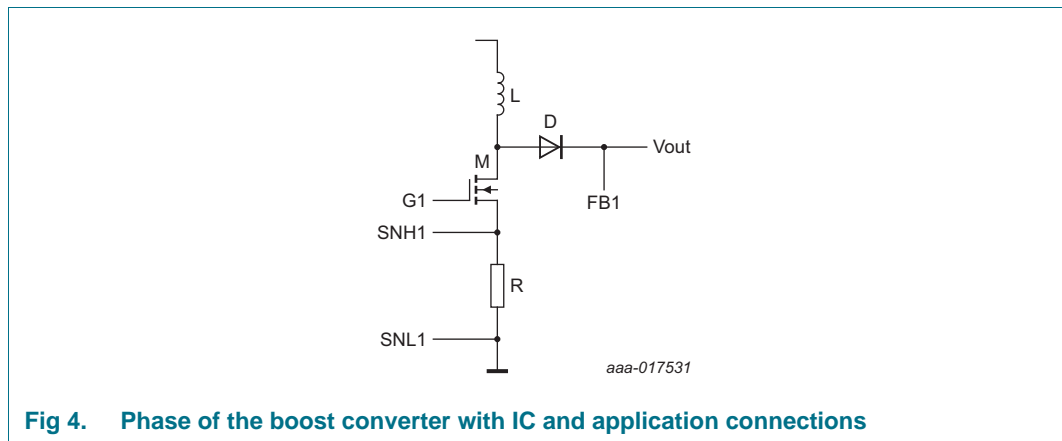 L
D
Vout
M
FB1
G1
SNH1
R
SNL1
aaa-017531
Fig 4. Phase of the boost converter with IC and application connections